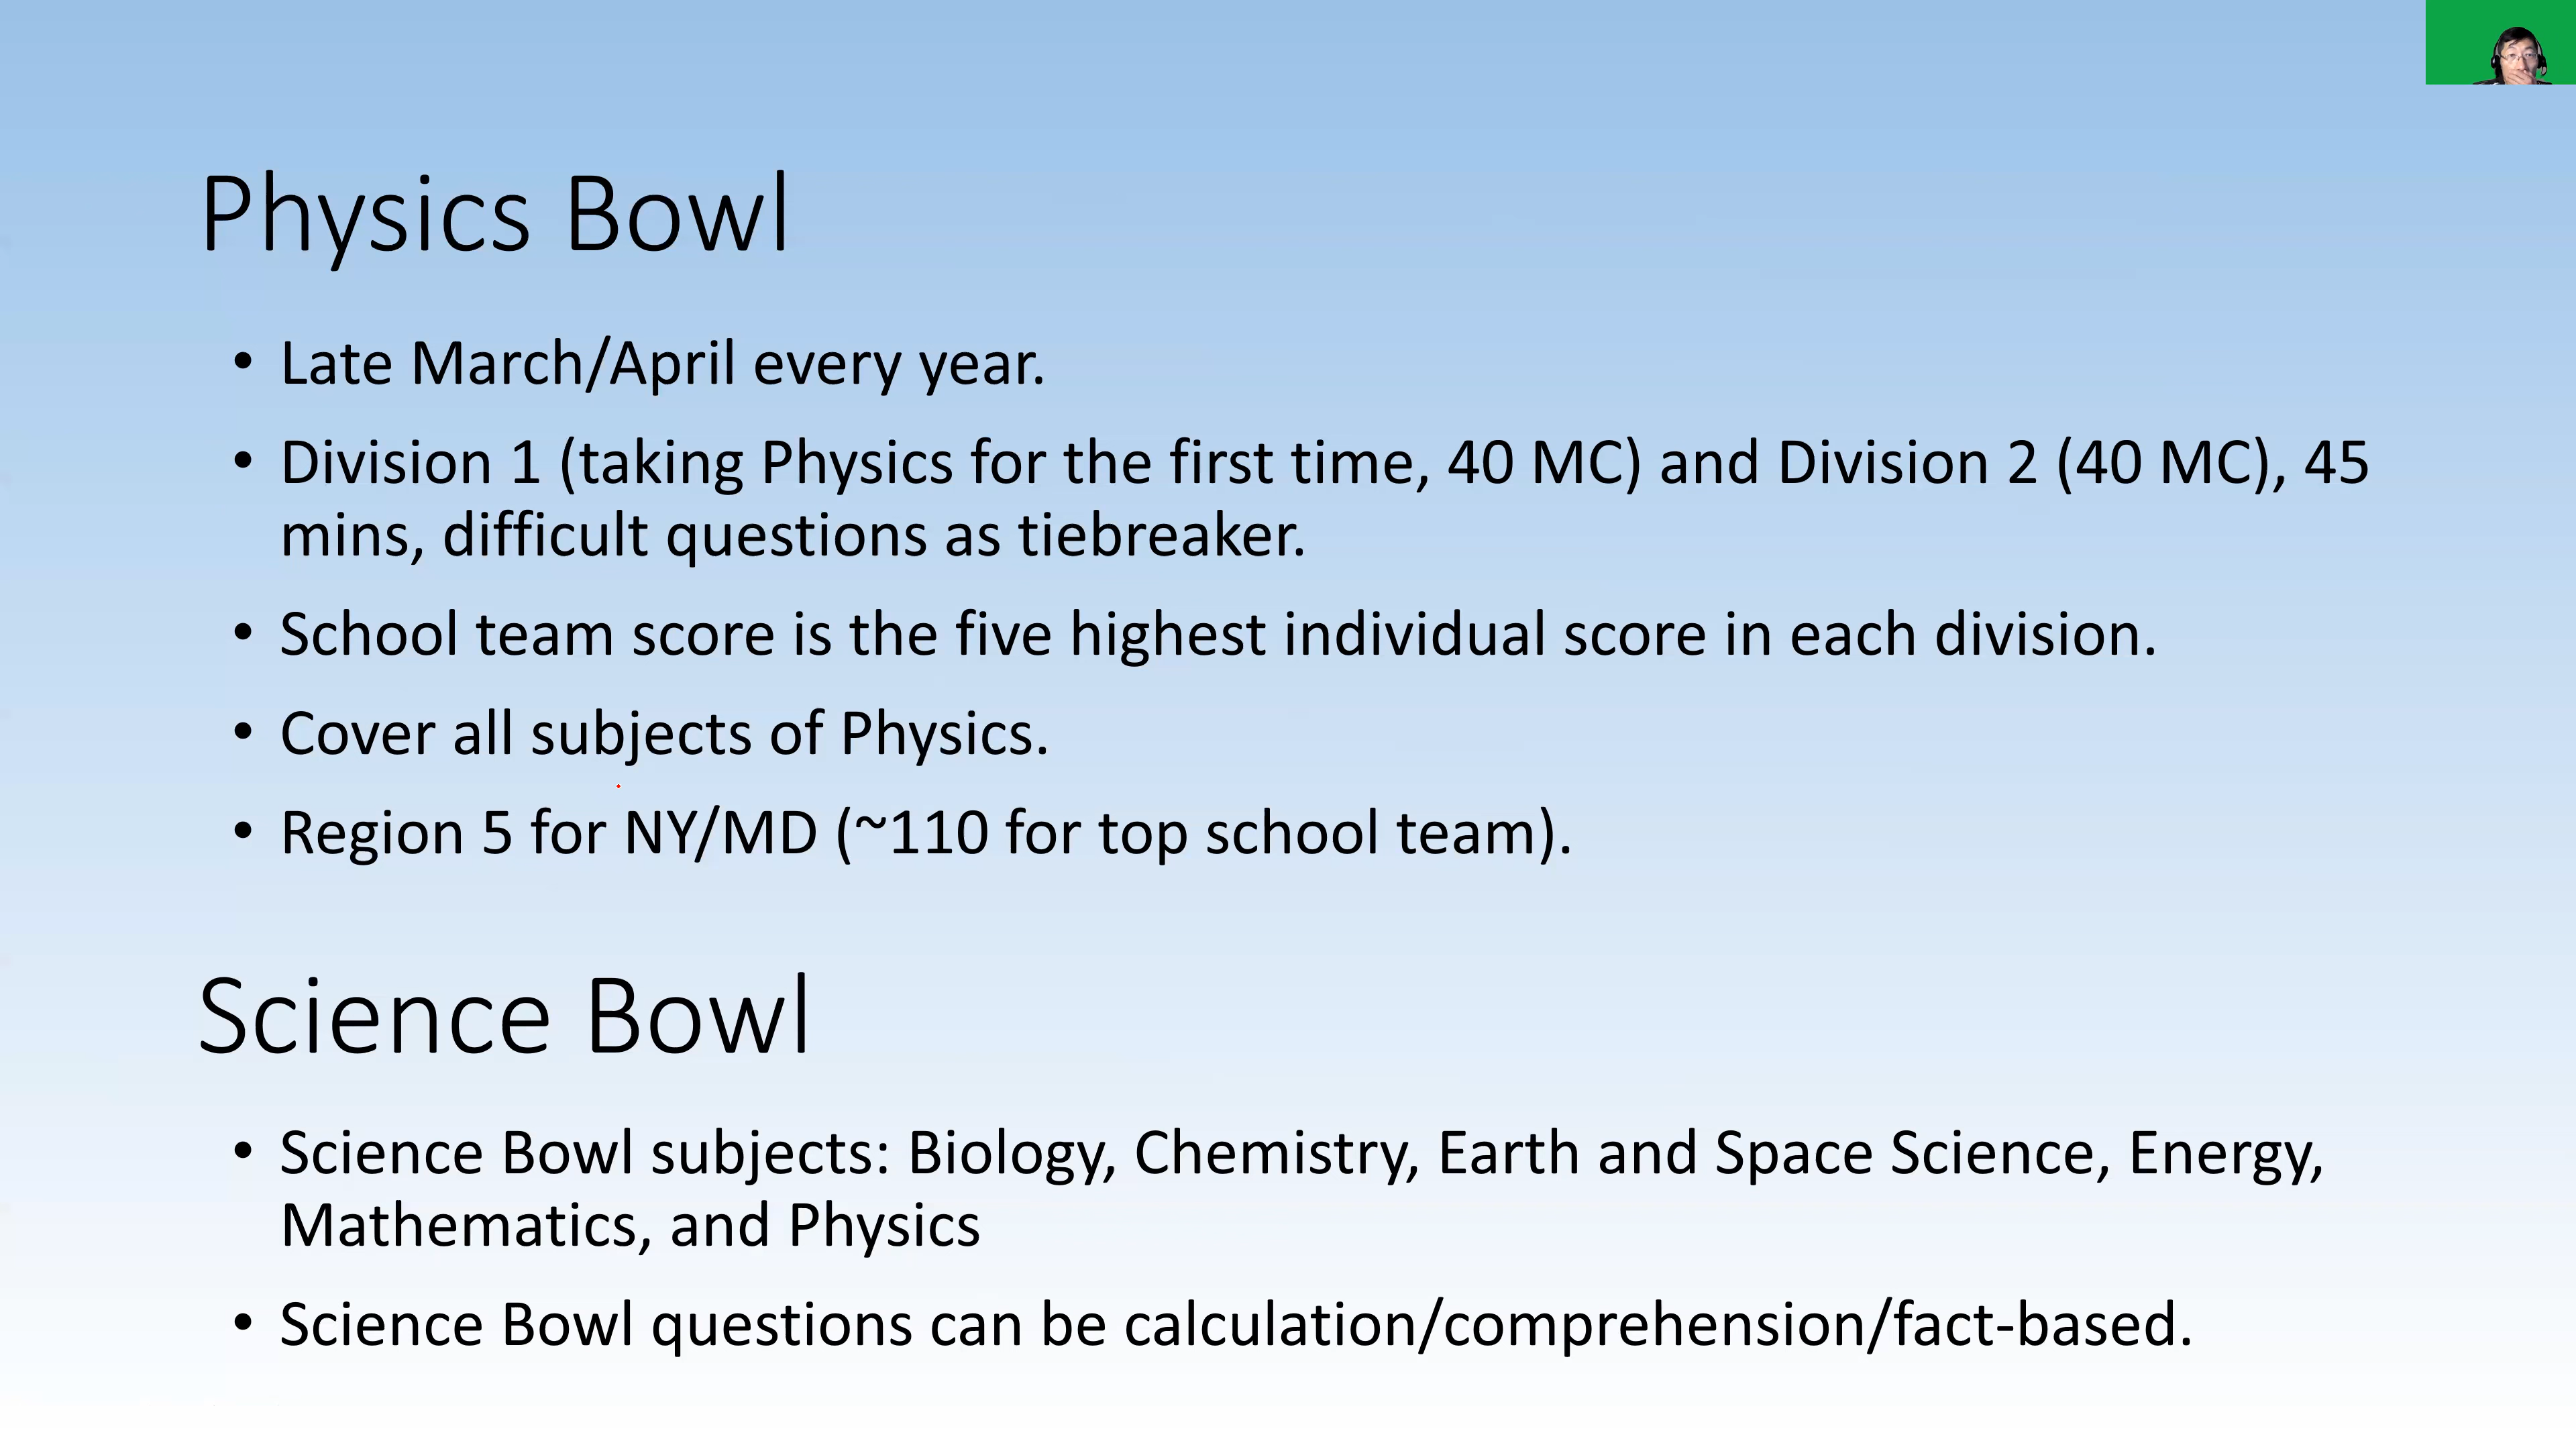 Physics Bowl
• Late March/April every year.
• Division 1 (taking Physics for the first time, 40 MC) and Division 2 (40 MC), 45
mins, difficult questions as tiebreaker.
• School team score is the five highest individual score in each division.
• Cover all subjects of Physics.
• Region 5 for NY/MD (~110 for top school team).
Science Bowl
• Science Bowl subjects: Biology, Chemistry, Earth and Space Science, Energy,
Mathematics, and Physics
• Science Bowl questions can be calculation/comprehension/fact-based.